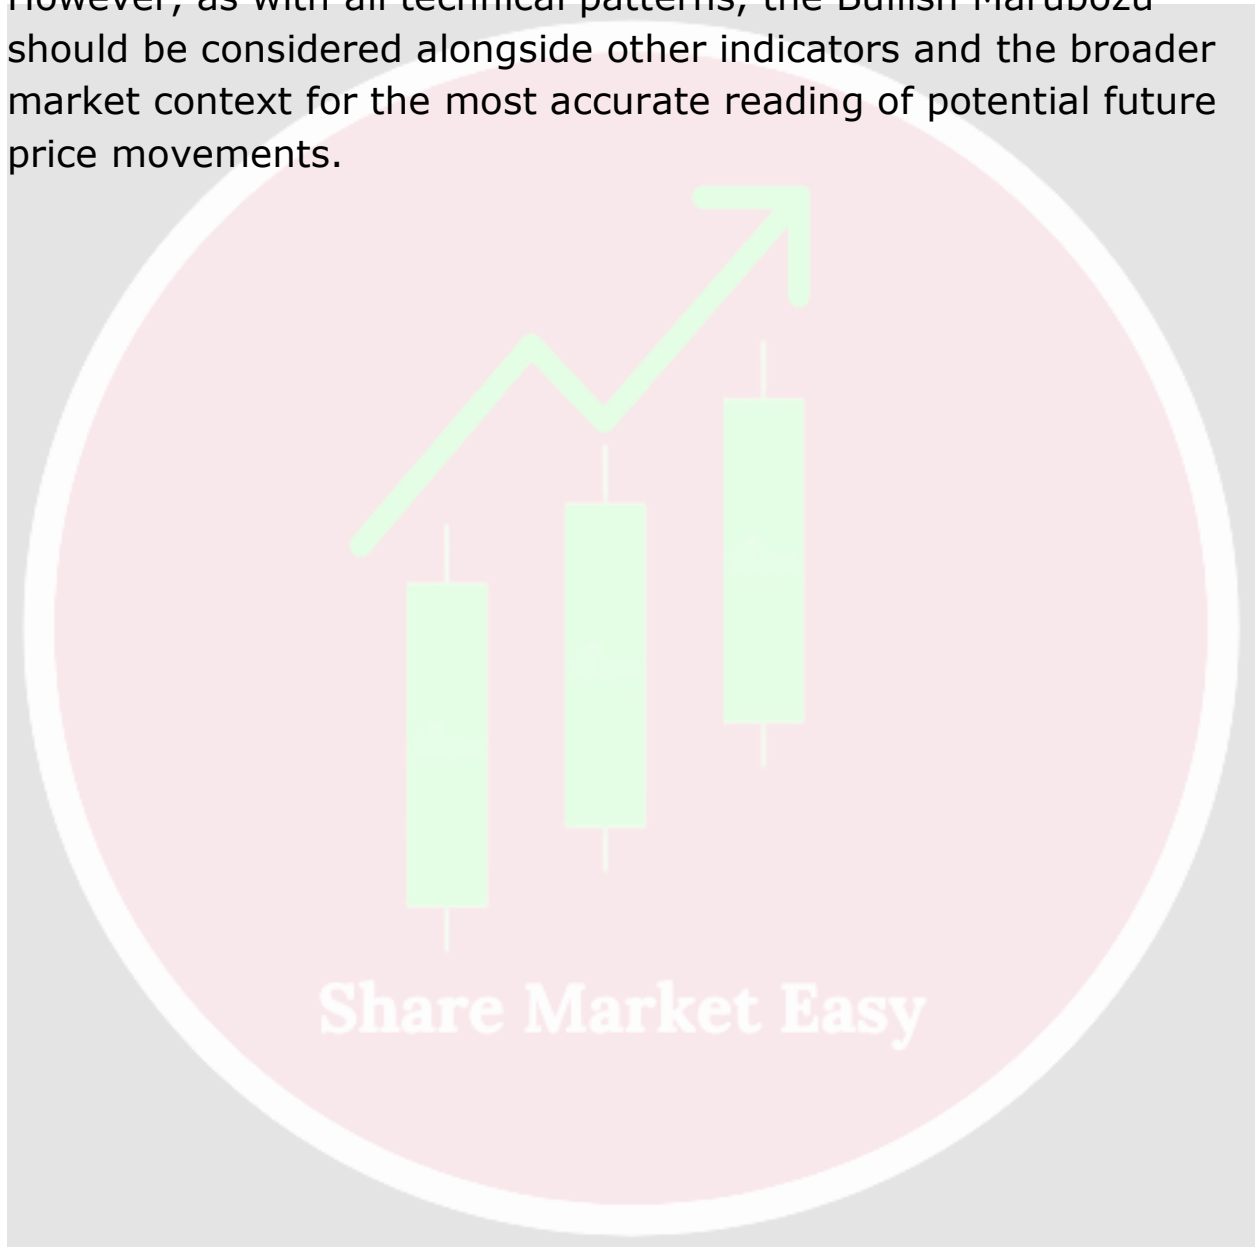 However, as with all technical patterns, the Bullish Marubozu
should be considered alongside other indicators and the broader
market context for the most accurate reading of potential future
price movements.
Share Market Easy